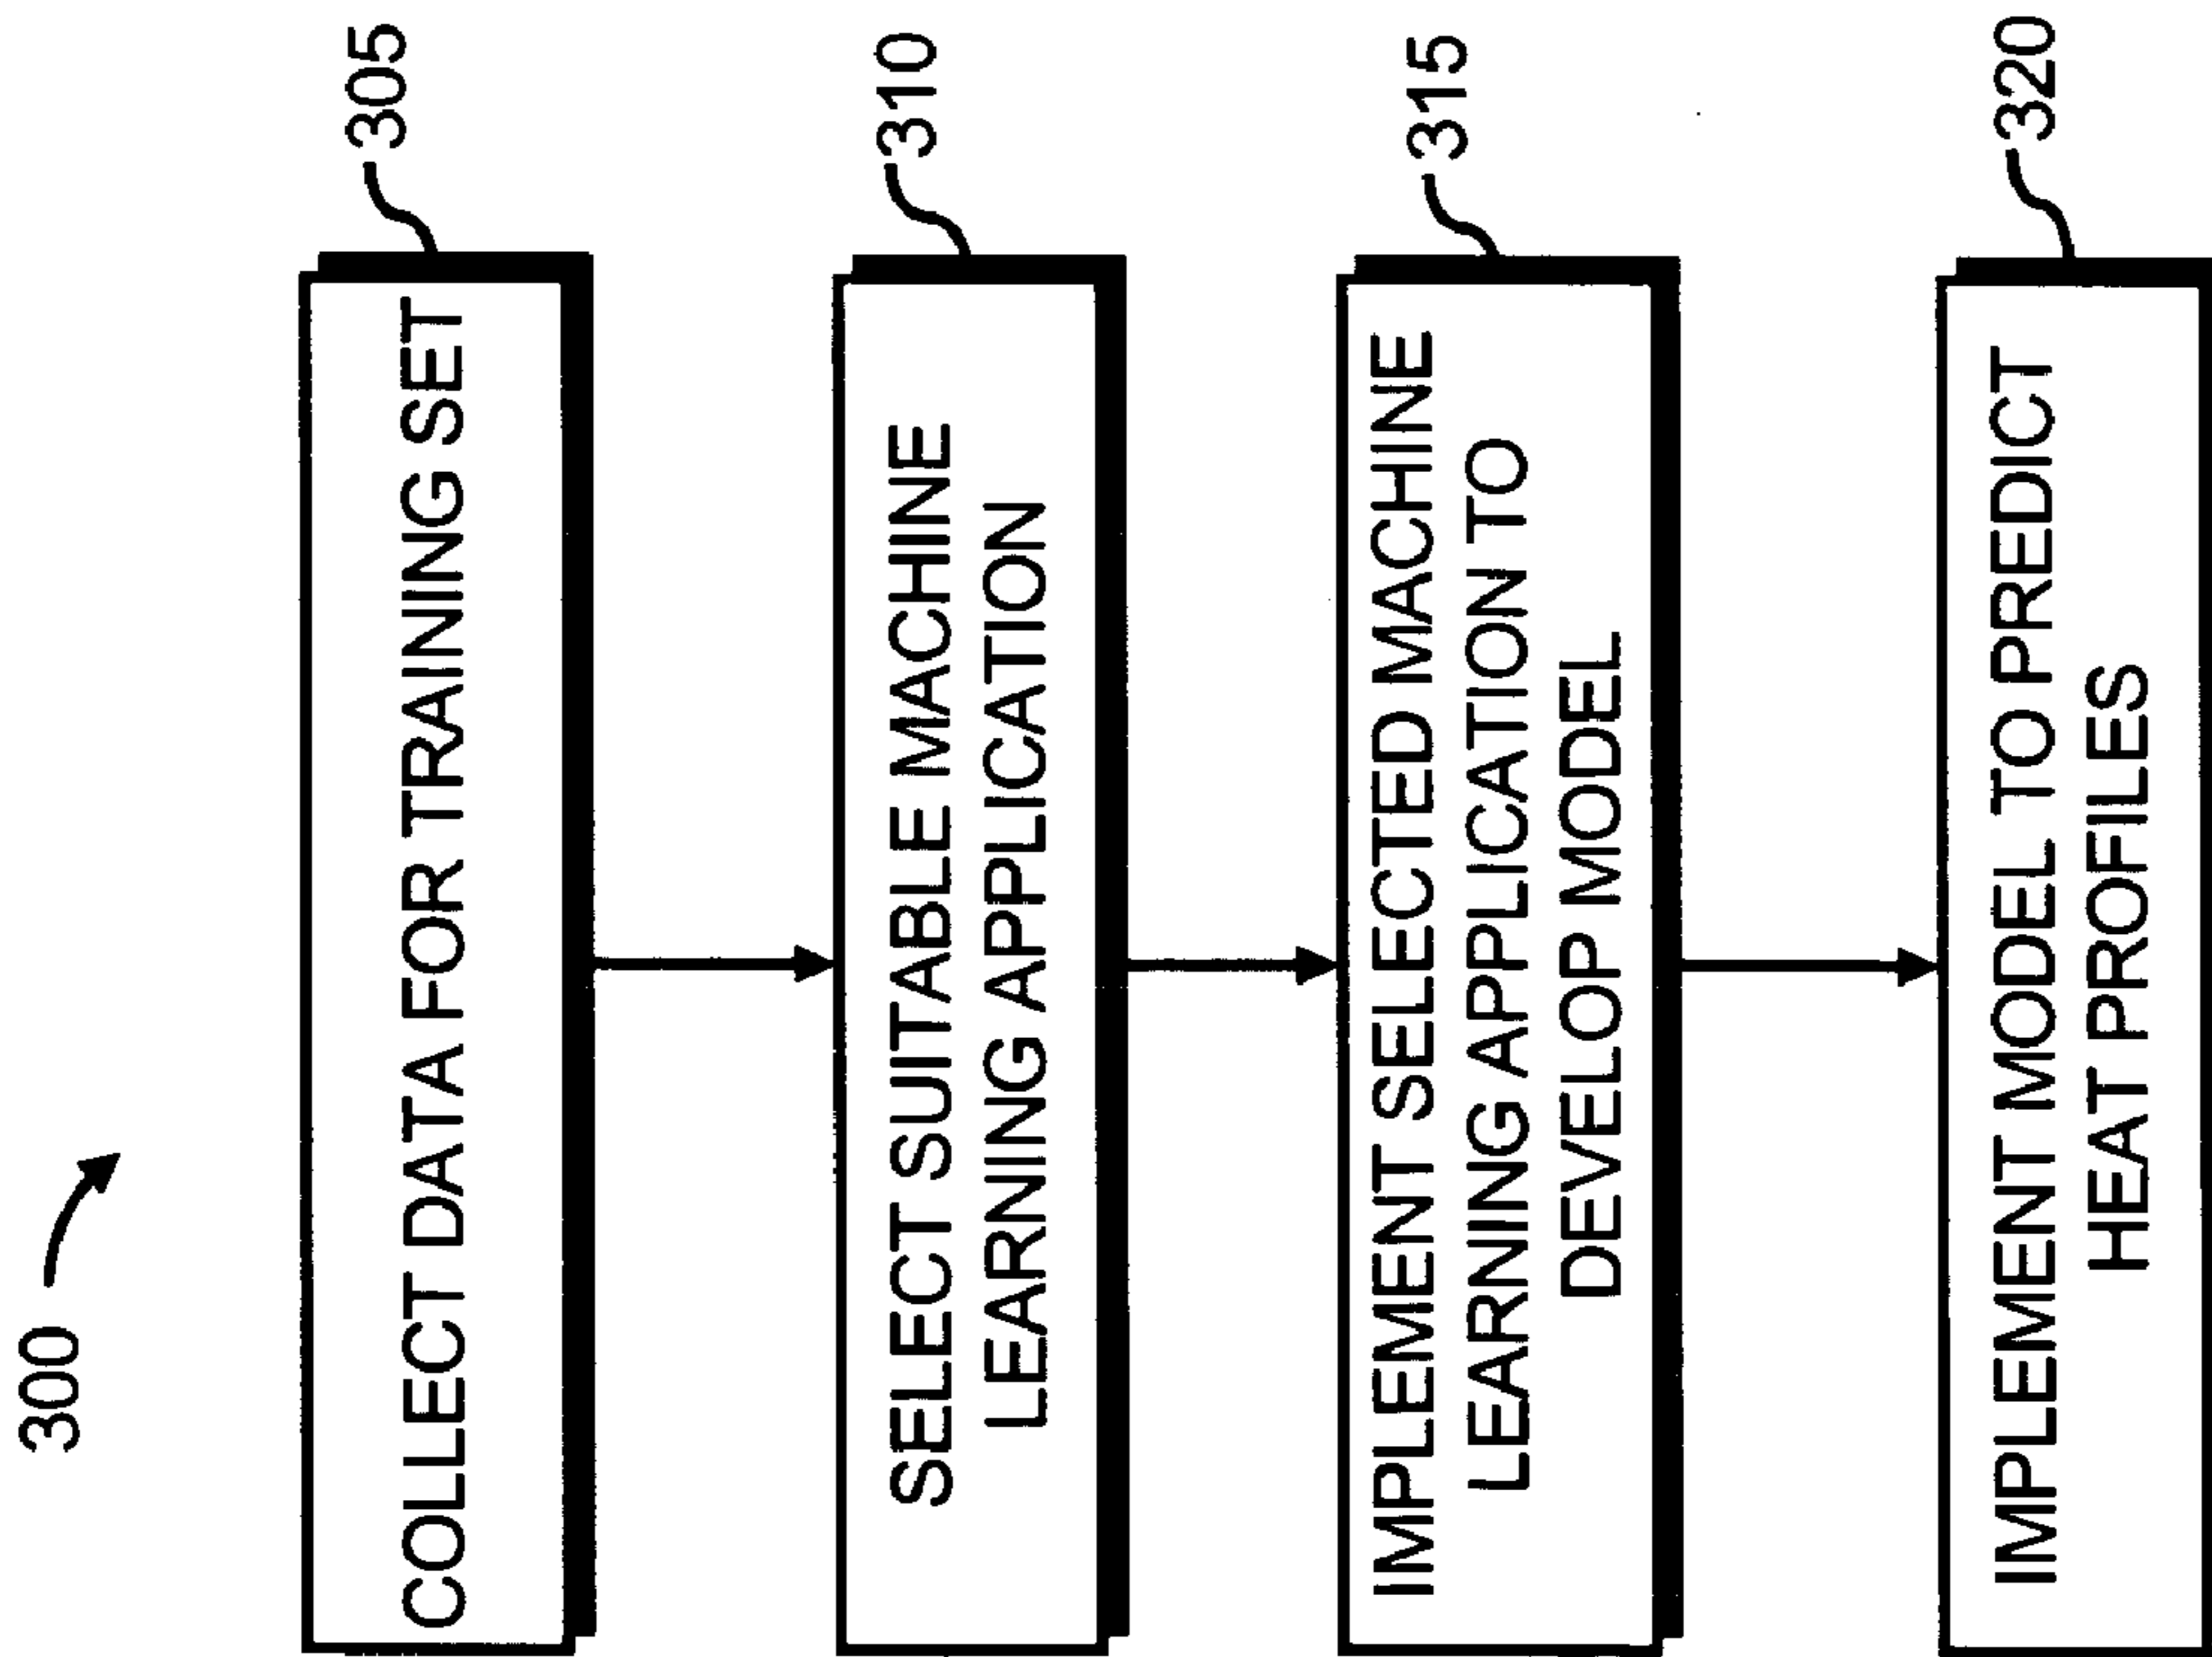 300
COLLECT DATA FOR TRAINING SET
305
SELECT SUITABLE MACHINE
LEARNING APPLICATION
310
IMPLEMENT SELECTED MACHINE
LEARNING APPLICATION TO
DEVELOP MODEL
315
IMPLEMENT MODEL TO PREDICT
HEAT PROFILES
320